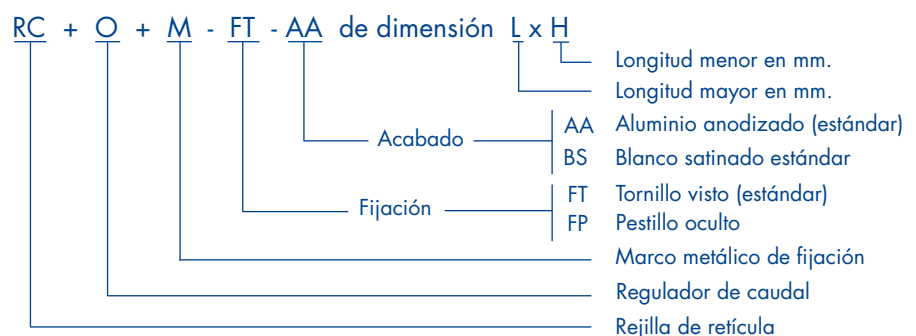 RC + O + M - FT - AA de dimensión L x H
Longitud menor en mm.
Longitud mayor en mm.
Acabado
AA Aluminio anodizado (estándar)
BS Blanco satinado estándar
Fijación
FT Tornillo visto (estándar)
FP Pestillo oculto
Marco metálico de fijación
Regulador de caudal
Rejilla de retícula